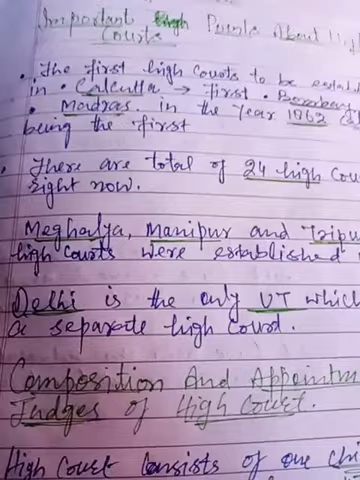 Important High Points About High
Courts
• The first high Courts to be establ
in • Calcutta → first • Bombay
• Madras in the year 1862
being the first
• There are total of 24 high Cou
right now.
Meghalya, Manipur and Tripu
high Courts were established
Delhi is the only UT which
a separate high Court.
Composition And Appointm
Judges of High Court.
High Court Consists of one Chi